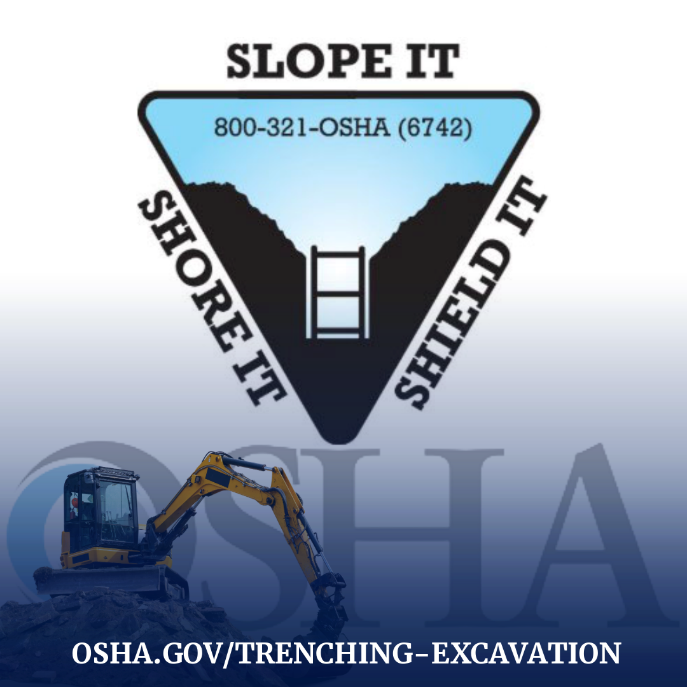 SLOPE IT
800-321-OSHA (6742)
SHORE IT
SHIELD IT
OSHA
OSHA.GOV/TRENCHING-EXCAVATION